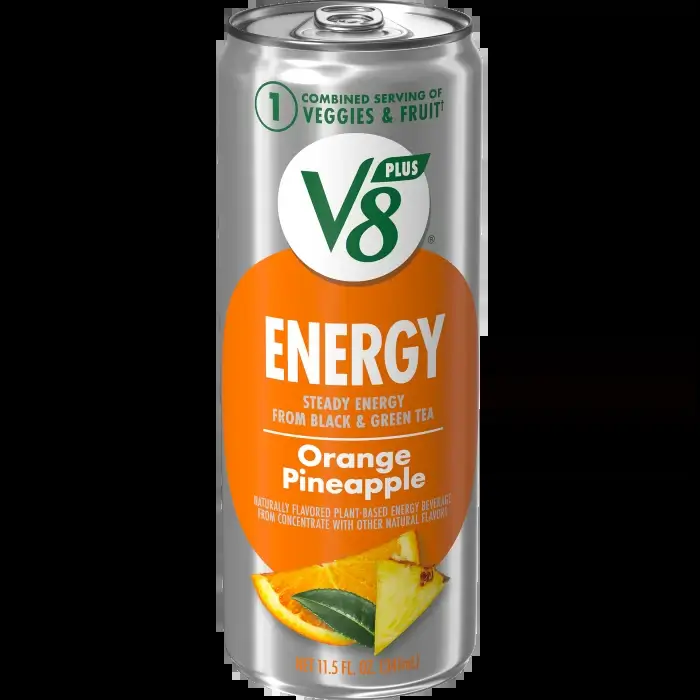 1
COMBINED SERVING OF
VEGGIES & FRUIT†
V8 PLUS
®
ENERGY
STEADY ENERGY
FROM BLACK & GREEN TEA
Orange
Pineapple
NATURALLY FLAVORED PLANT-BASED ENERGY BEVERAGE
FROM CONCENTRATE WITH OTHER NATURAL FLAVORS
NET 11.5 FL. OZ.